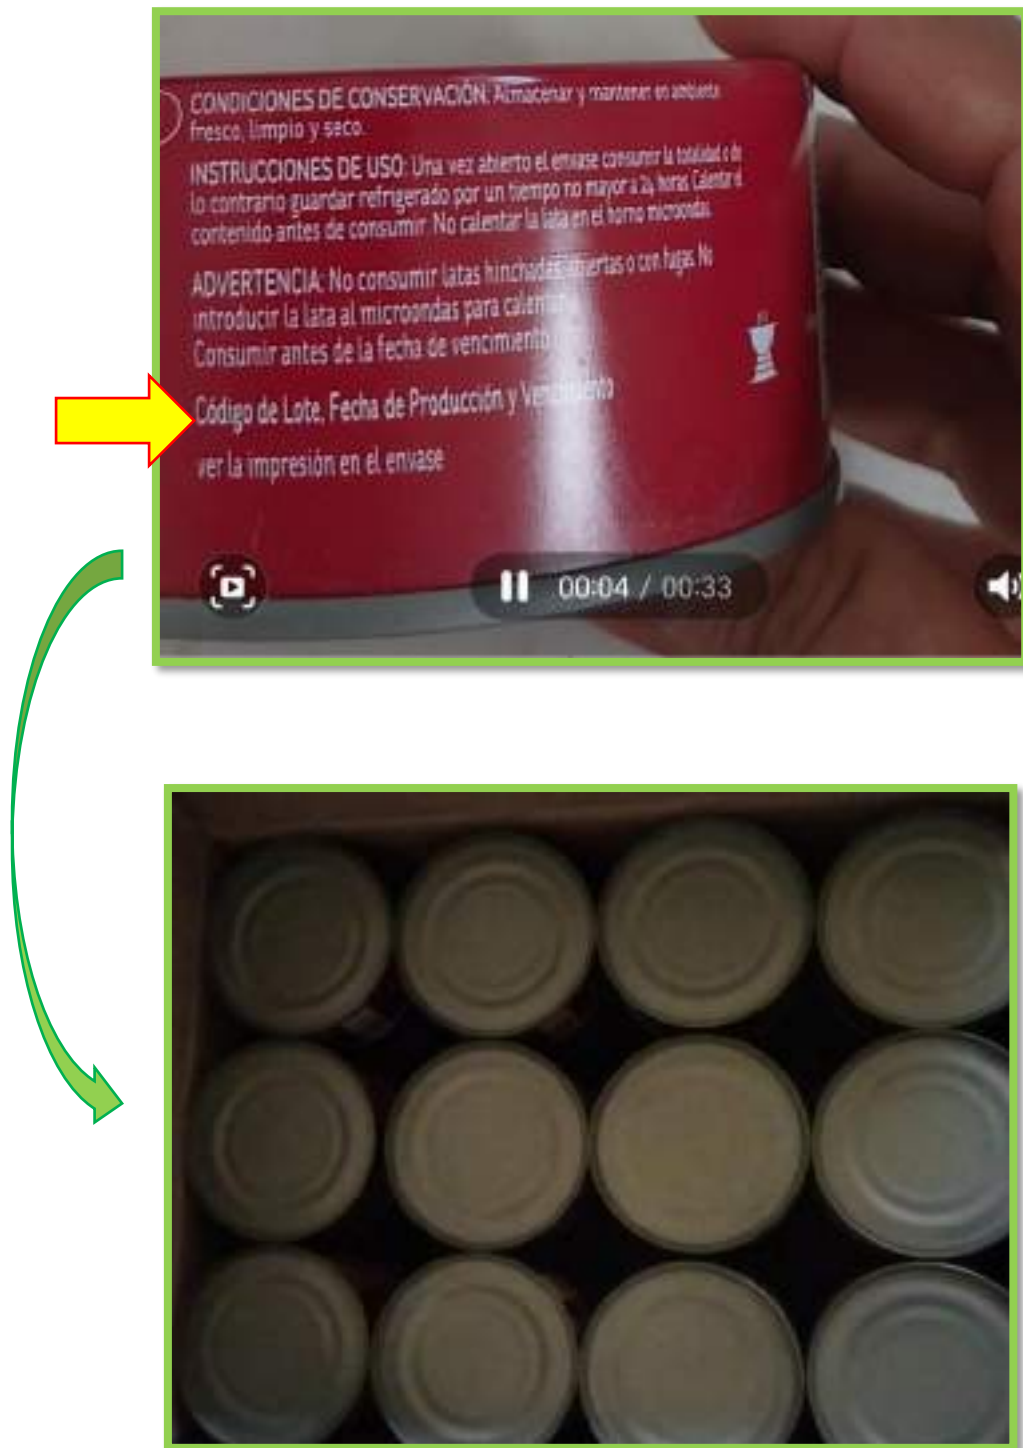 CONDICIONES DE CONSERVACIÓN: Almacenar y mantener en ambiente
fresco, limpio y seco.
INSTRUCCIONES DE USO: Una vez abierto el envase consumir la totalidad o de
lo contrario guardar refrigerado por un tiempo no mayor a 24 horas Calentar el
contenido antes de consumir. No calentar la lata en el horno microondas.
ADVERTENCIA: No consumir latas hinchadas, abiertas o con fugas. No
introducir la lata al microondas para calentar
Consumir antes de la fecha de vencimiento
Código de Lote, Fecha de Producción y Vencimiento
ver la impresión en el envase
00:04 / 00:33